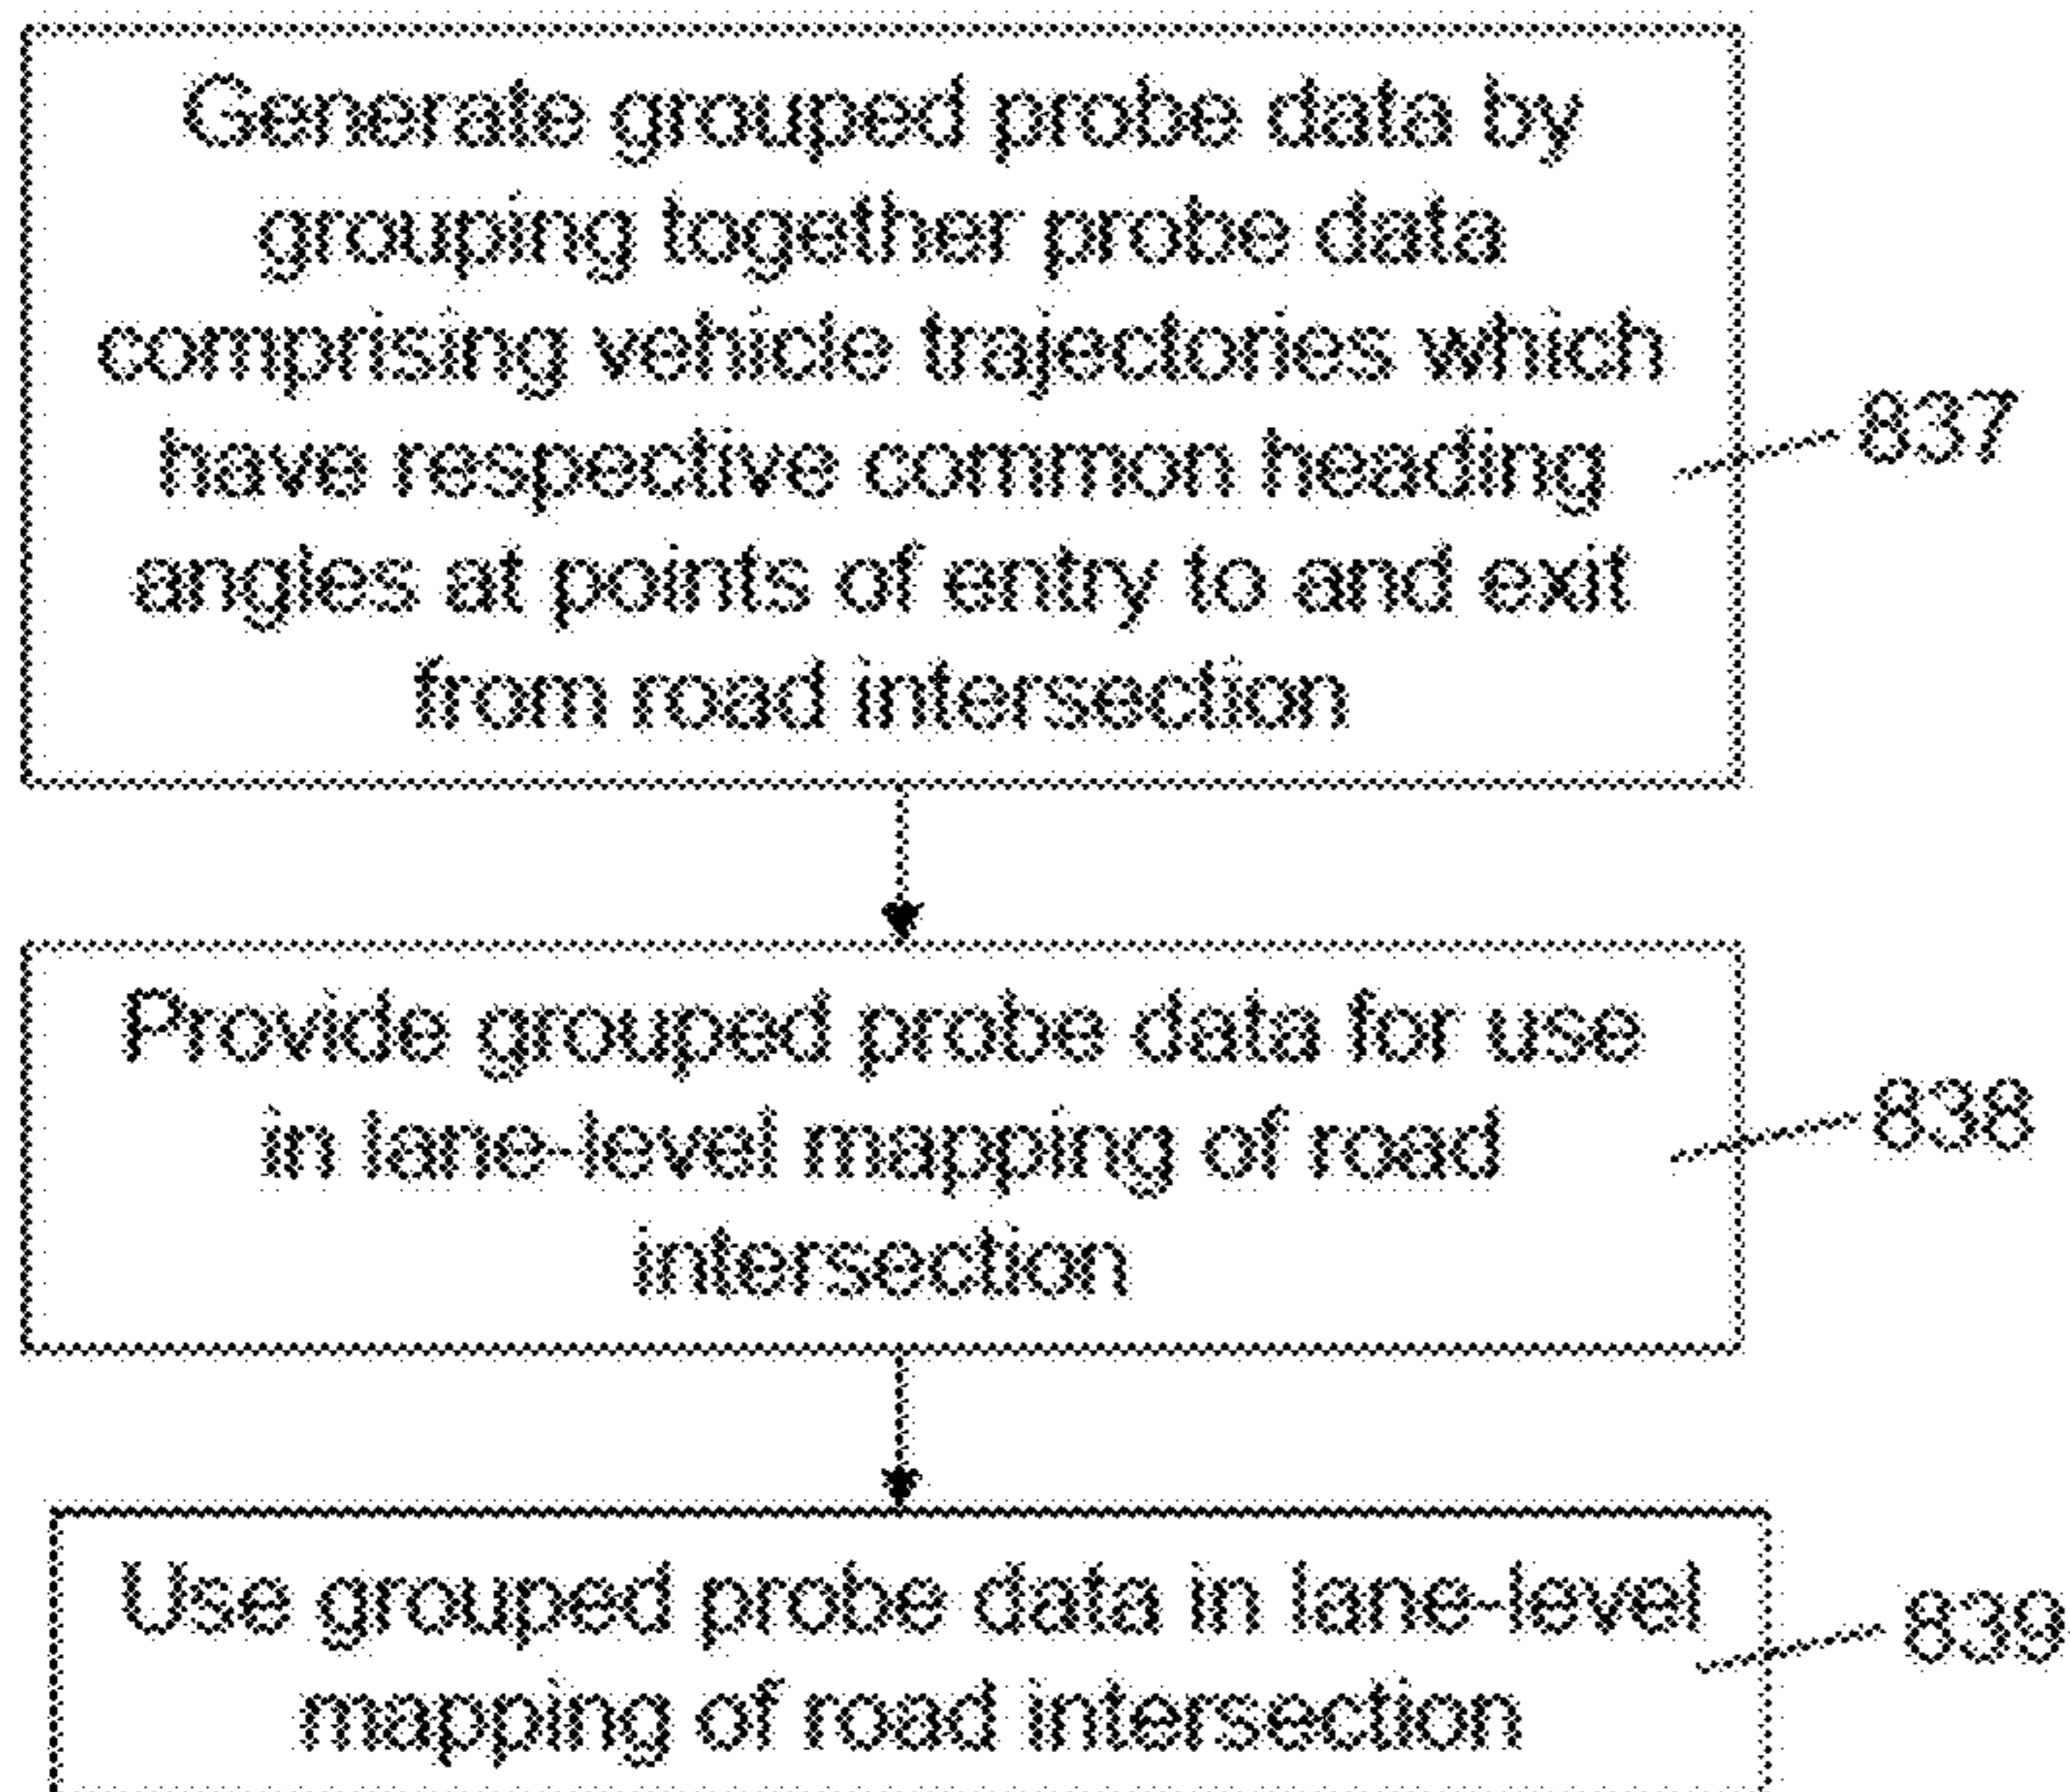 Generate grouped probe data by
grouping together probe data
comprising vehicle trajectories which
have respective common heading
angles at points of entry to and exit
from road intersection
837
Provide grouped probe data for use
in lane-level mapping of road
intersection
838
Use grouped probe data in lane-level
mapping of road intersection
839